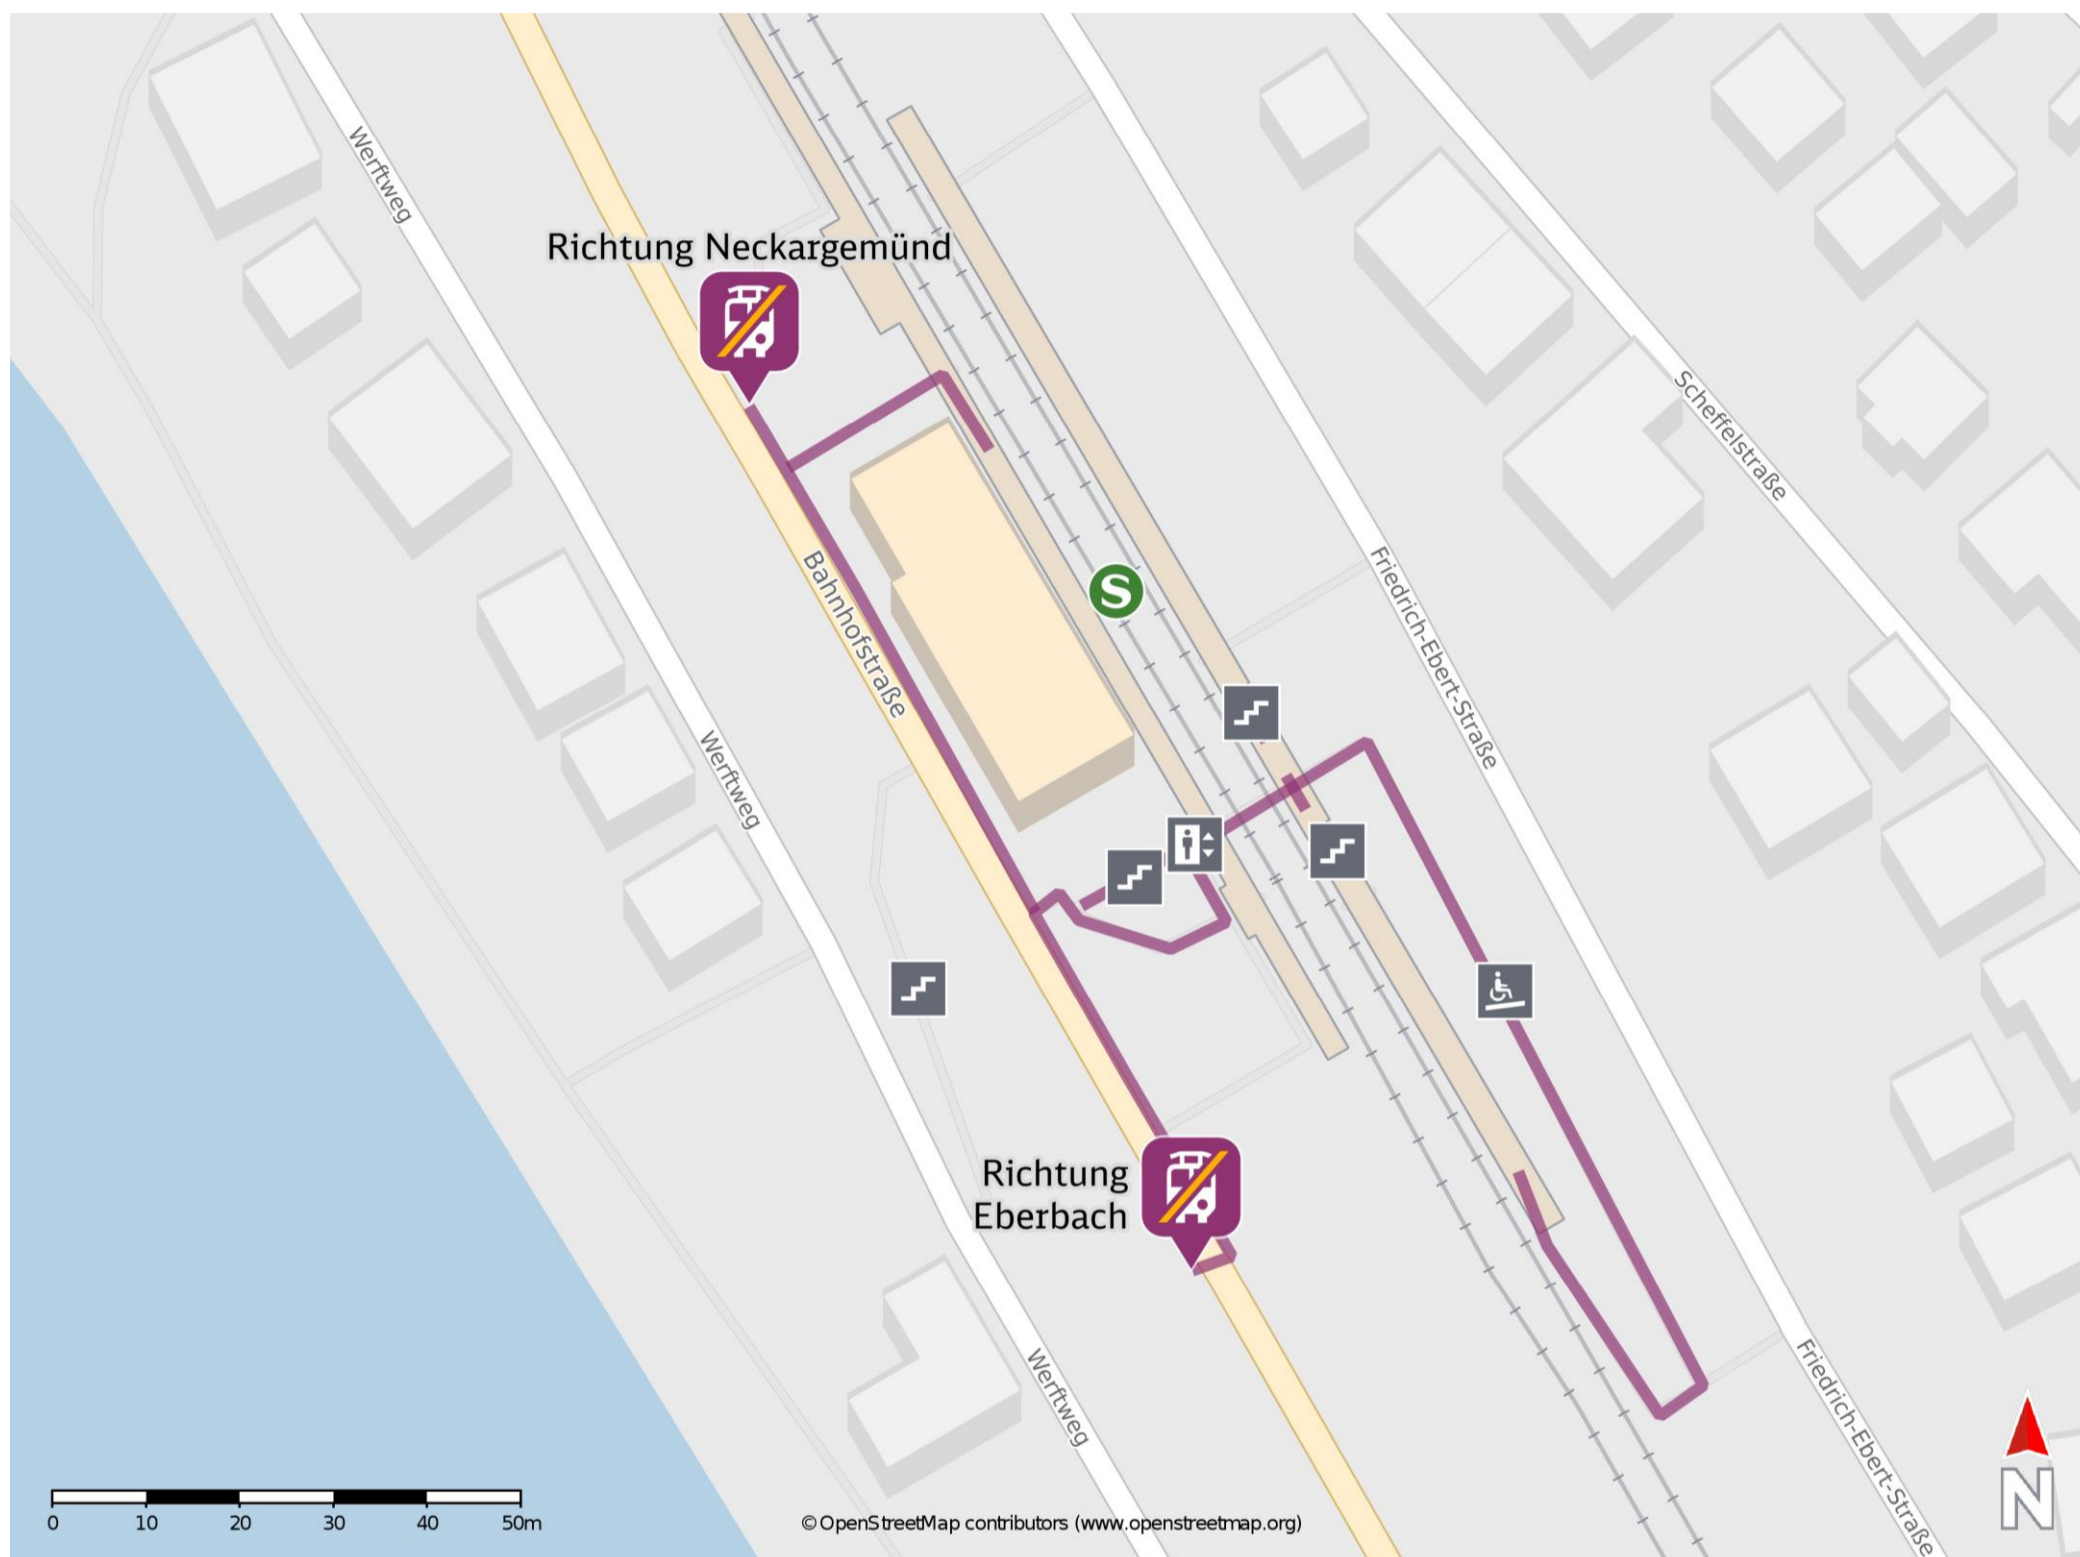 Werftweg
Richtung Neckargemünd
Scheffelstraße
Bahnhofstraße
S
Friedrich-Ebert-Straße
Werftweg
Richtung
Eberbach
Werftweg
Friedrich-Ebert-Straße
N
0 10 20 30 40 50m
© OpenStreetMap contributors (www.openstreetmap.org)